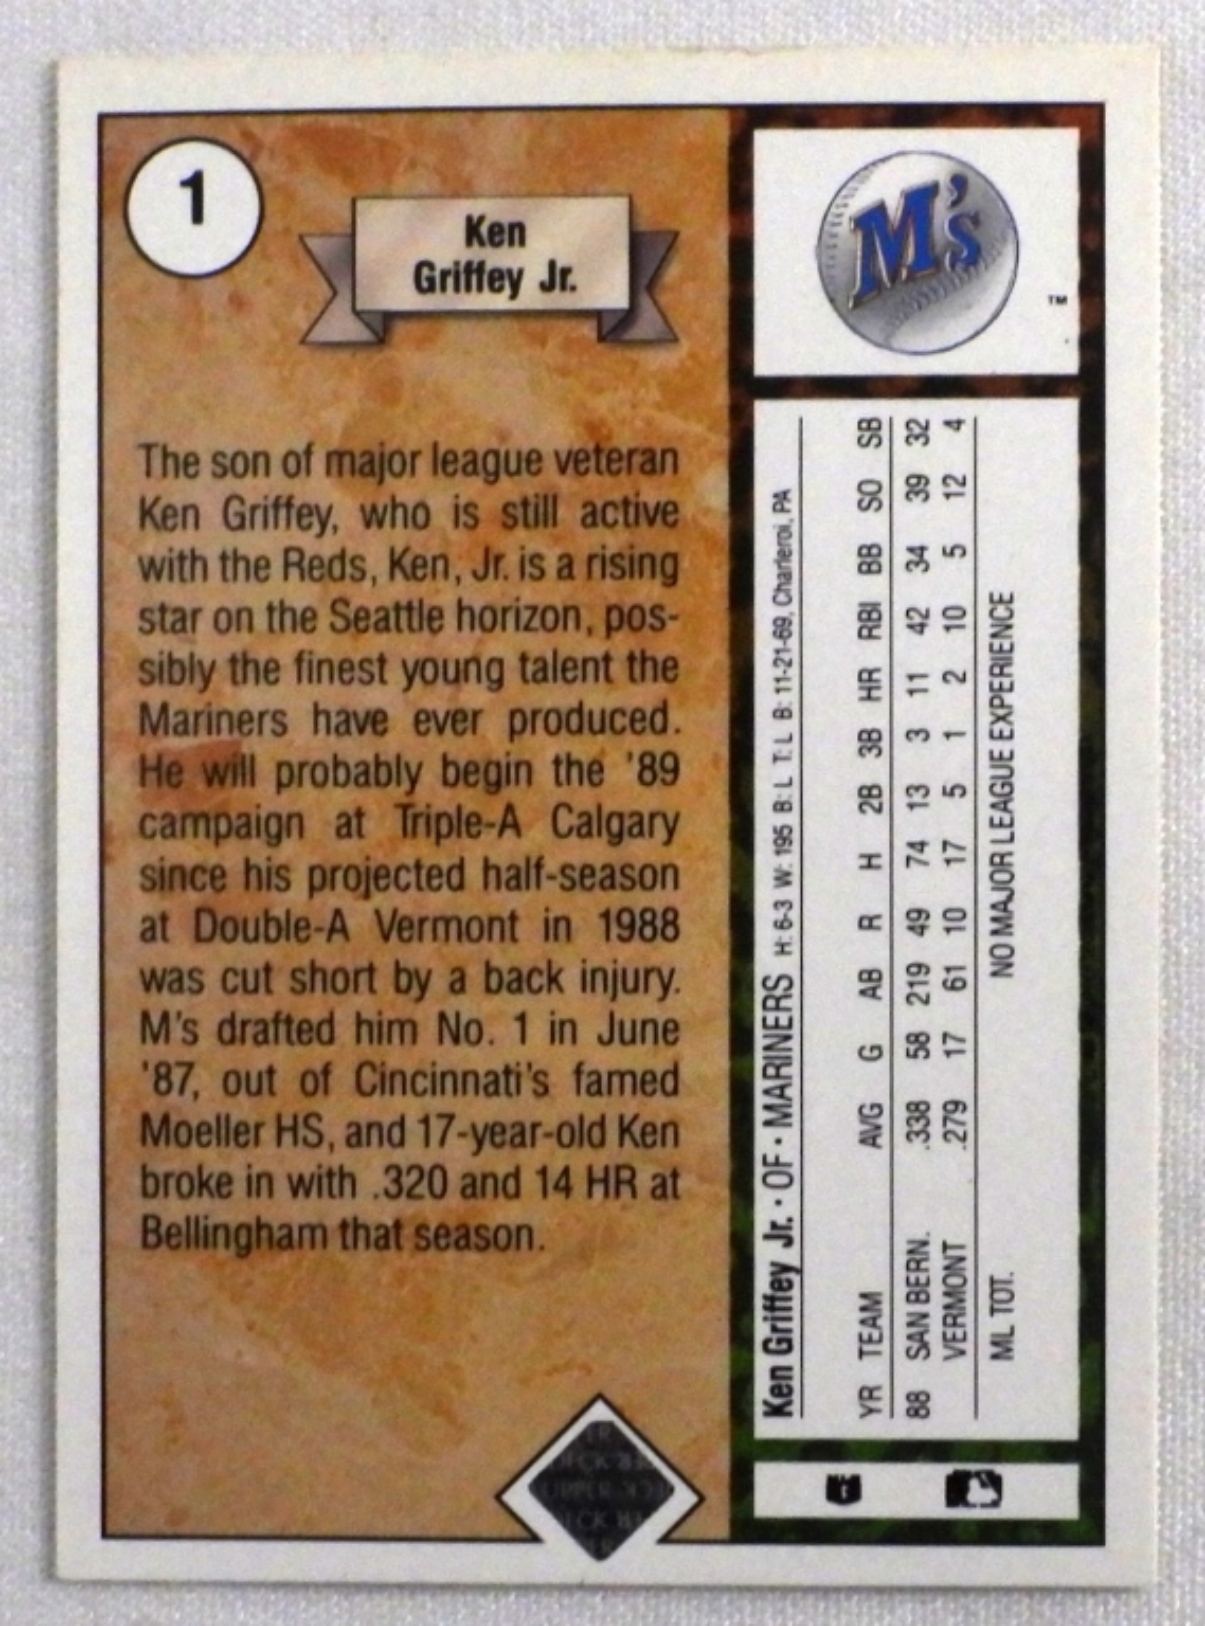 1
Ken
Griffey Jr.
The son of major league veteran
Ken Griffey, who is still active
with the Reds, Ken, Jr. is a rising
star on the Seattle horizon, pos-
sibly the finest young talent the
Mariners have ever produced.
He will probably begin the '89
campaign at Triple-A Calgary
since his projected half-season
at Double-A Vermont in 1988
was cut short by a back injury.
M's drafted him No. 1 in June
'87, out of Cincinnati's famed
Moeller HS, and 17-year-old Ken
broke in with .320 and 14 HR at
Bellingham that season.
M's
TM
Ken Griffey Jr. • OF • MARINERS H: 6-3 W: 195 B: L T: L B: 11-21-69, Charleroi, PA
YR TEAM AVG G AB R H 2B 3B HR RBI BB SO SB
88 SAN BERN. .338 58 219 49 74 13 3 11 42 34 39 32
VERMONT .279 17 61 10 17 5 1 2 10 5 12 4
ML TOT. NO MAJOR LEAGUE EXPERIENCE
UPPER